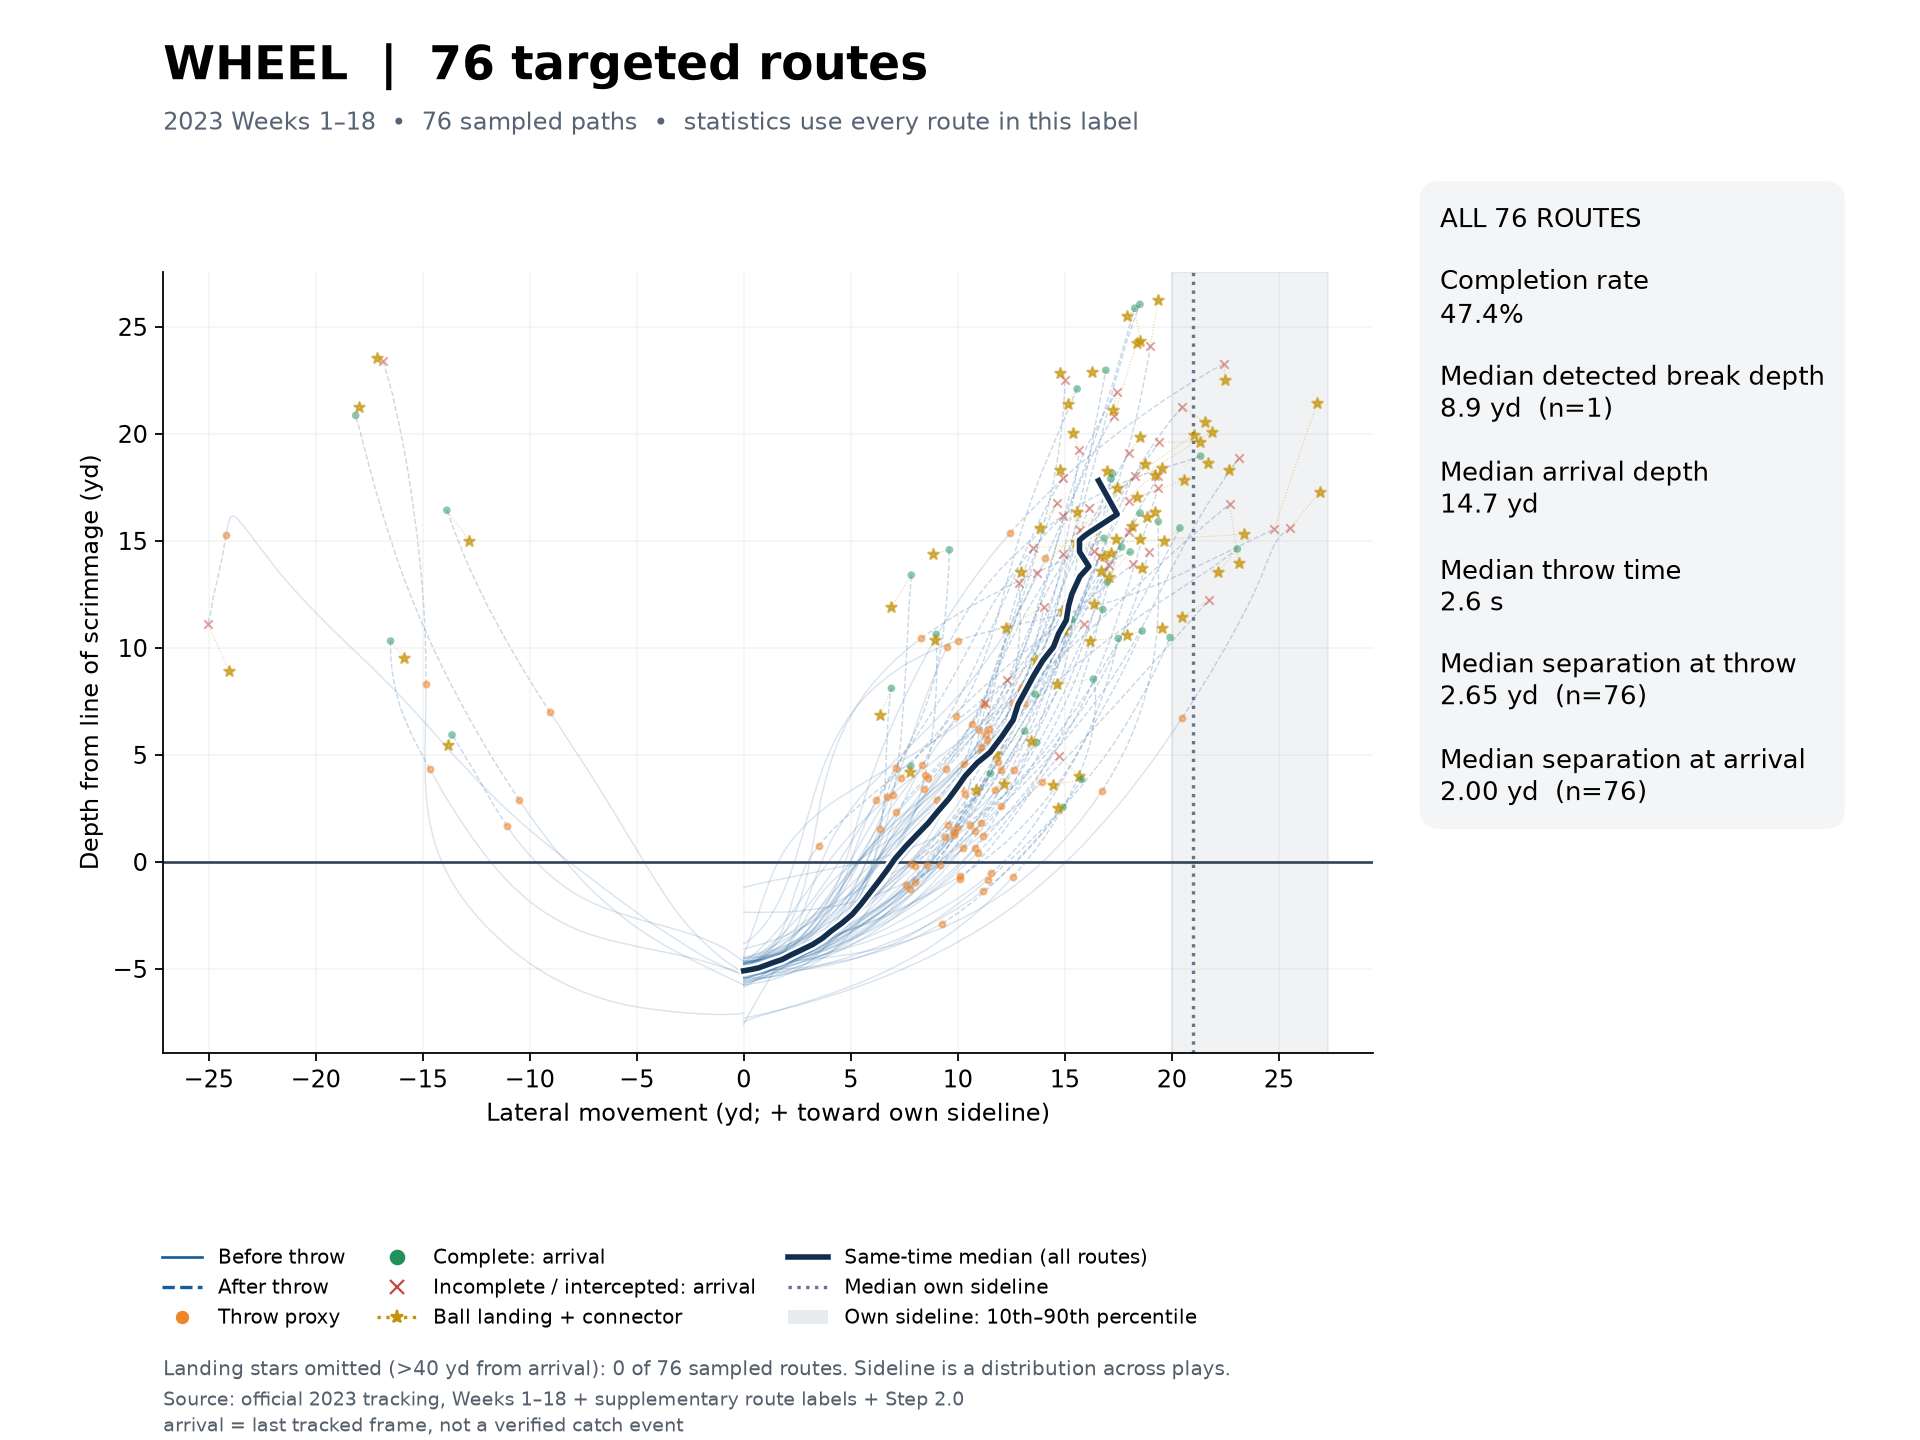 WHEEL | 76 targeted routes
2023 Weeks 1–18 • 76 sampled paths • statistics use every route in this label
ALL 76 ROUTES
Completion rate
47.4%
Median detected break depth
8.9 yd (n=1)
Median arrival depth
14.7 yd
Median throw time
2.6 s
Median separation at throw
2.65 yd (n=76)
Median separation at arrival
2.00 yd (n=76)
Depth from line of scrimmage (yd)
25
20
15
10
5
0
−5
−25 −20 −15 −10 −5 0 5 10 15 20 25
Lateral movement (yd; + toward own sideline)
Before throw
After throw
Throw proxy
Complete: arrival
Incomplete / intercepted: arrival
Ball landing + connector
Same-time median (all routes)
Median own sideline
Own sideline: 10th–90th percentile
Landing stars omitted (>40 yd from arrival): 0 of 76 sampled routes. Sideline is a distribution across plays.
Source: official 2023 tracking, Weeks 1–18 + supplementary route labels + Step 2.0
arrival = last tracked frame, not a verified catch event